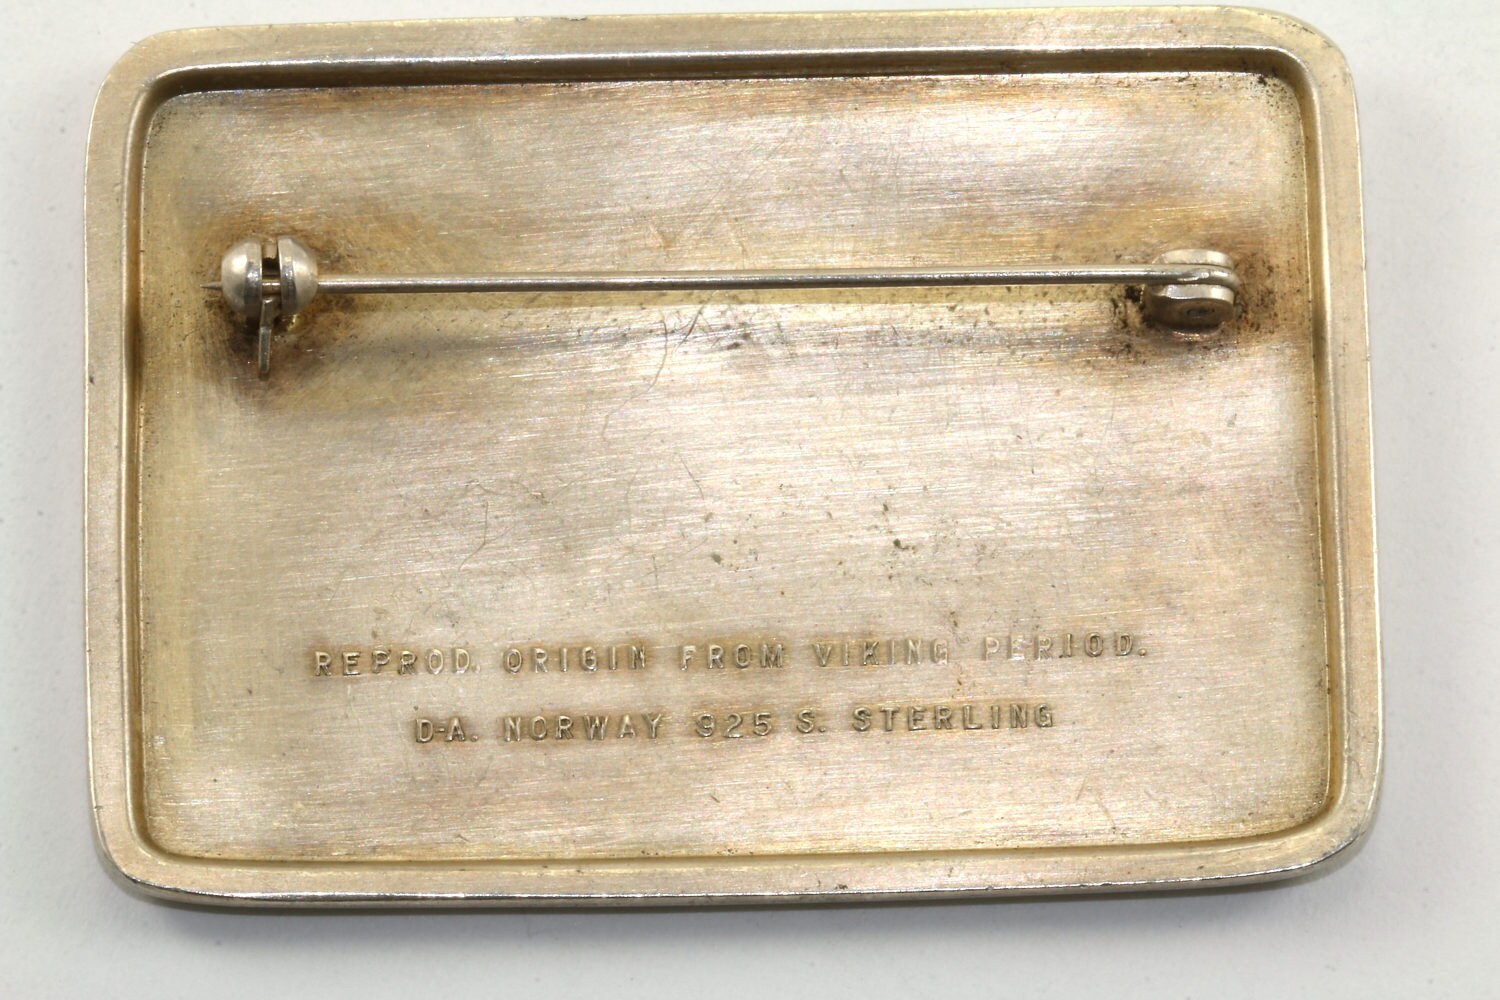 REPROD. ORIGIN FROM VIKING PERIOD.
D-A. NORWAY 925 S. STERLING